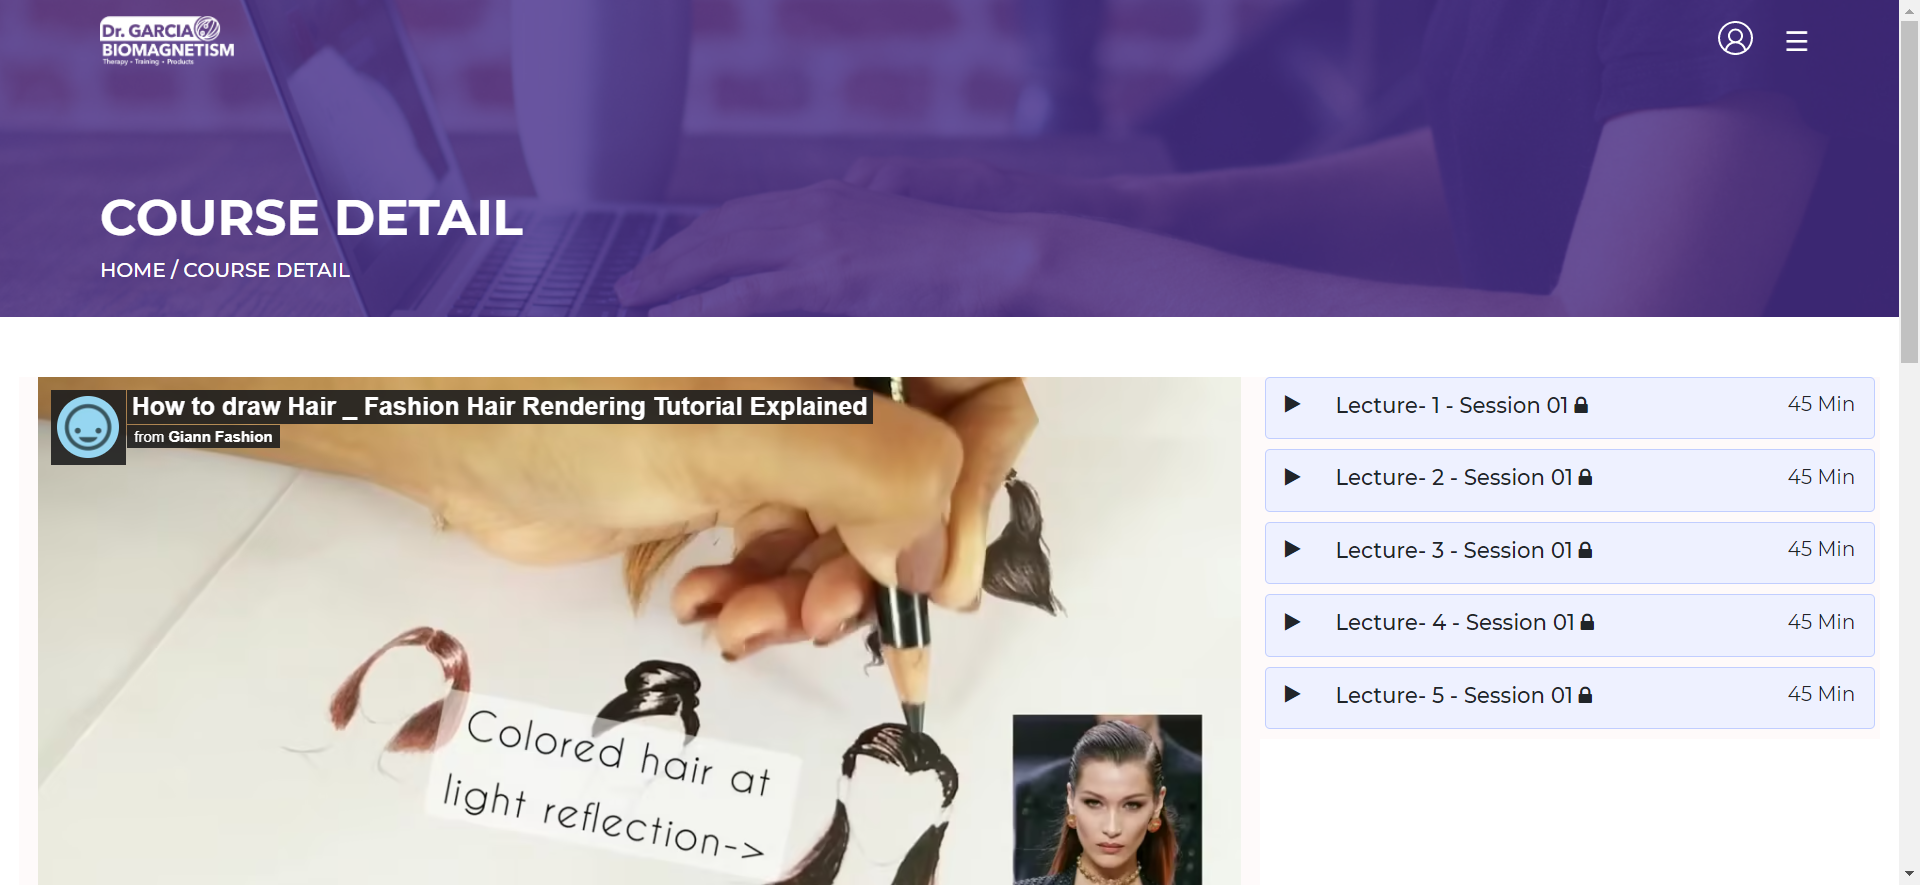 Dr. GARCIA
BIOMAGNETISM
Therapy • Training • Products
COURSE DETAIL
HOME / COURSE DETAIL
How to draw Hair _ Fashion Hair Rendering Tutorial Explained
from Giann Fashion
Colored hair at
light reflection->
Lecture- 1 - Session 01 45 Min
Lecture- 2 - Session 01 45 Min
Lecture- 3 - Session 01 45 Min
Lecture- 4 - Session 01 45 Min
Lecture- 5 - Session 01 45 Min